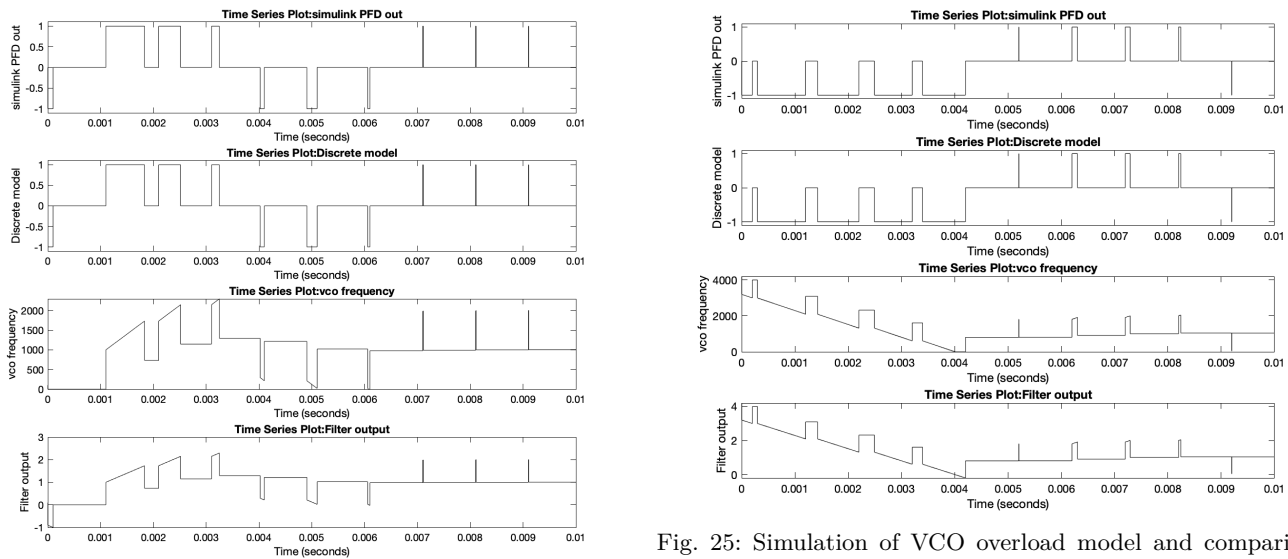 Time Series Plot:simulink PFD out
simulink PFD out
1
0.5
0
-0.5
-1
0 0.001 0.002 0.003 0.004 0.005 0.006 0.007 0.008 0.009 0.01
Time (seconds)
Time Series Plot:Discrete model
Discrete model
1
0.5
0
-0.5
-1
0 0.001 0.002 0.003 0.004 0.005 0.006 0.007 0.008 0.009 0.01
Time (seconds)
Time Series Plot:vco frequency
vco frequency
2000
1500
1000
500
0
0 0.001 0.002 0.003 0.004 0.005 0.006 0.007 0.008 0.009 0.01
Time (seconds)
Time Series Plot:Filter output
Filter output
3
2
1
0
-1
0 0.001 0.002 0.003 0.004 0.005 0.006 0.007 0.008 0.009 0.01
Time (seconds)
Time Series Plot:simulink PFD out
simulink PFD out
1
0
-1
0 0.001 0.002 0.003 0.004 0.005 0.006 0.007 0.008 0.009 0.01
Time (seconds)
Time Series Plot:Discrete model
Discrete model
1
0
-1
0 0.001 0.002 0.003 0.004 0.005 0.006 0.007 0.008 0.009 0.01
Time (seconds)
Time Series Plot:vco frequency
vco frequency
4000
2000
0
0 0.001 0.002 0.003 0.004 0.005 0.006 0.007 0.008 0.009 0.01
Time (seconds)
Time Series Plot:Filter output
Filter output
4
2
0
0 0.001 0.002 0.003 0.004 0.005 0.006 0.007 0.008 0.009 0.01
Time (seconds)
Fig. 25: Simulation of VCO overload model and compari